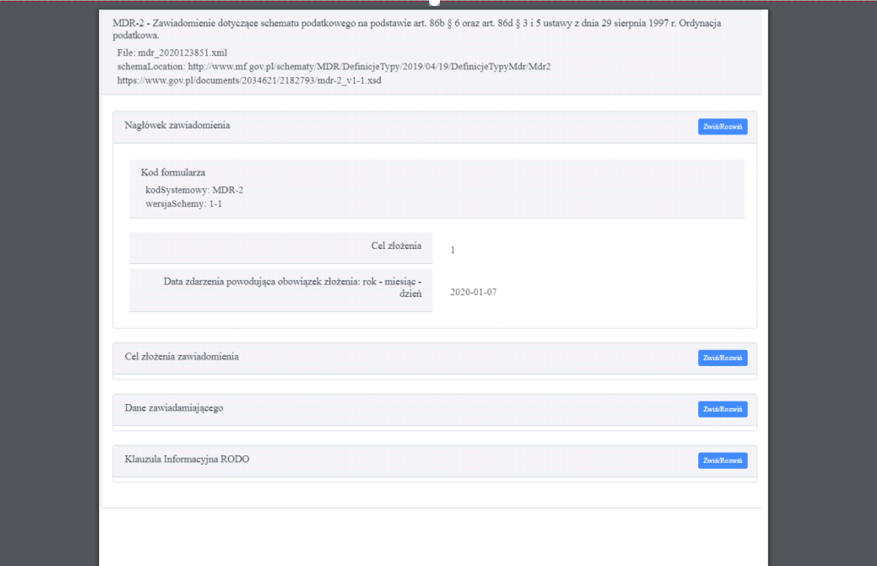 MDR-2 - Zawiadomienie dotyczące schematu podatkowego na podstawie art. 86b § 6 oraz art. 86d § 3 i 5 ustawy z dnia 29 sierpnia 1997 r. Ordynacja
podatkowa.
File: mdr_2020123851.xml
schemaLocation: http://www.mf.gov.pl/schematy/MDR/DefinicjeTypy/2019/04/19/DefinicjeTypyMdr/Mdr2
https://www.gov.pl/documents/2034621/2182793/mdr-2_v1-1.xsd
Nagłówek zawiadomienia
Zwiń/Rozwiń
Kod formularza
kodSystemowy: MDR-2
wersjaSchemy: 1-1
Cel złożenia
1
Data zdarzenia powodująca obowiązek złożenia: rok - miesiąc -
dzień
2020-01-07
Cel złożenia zawiadomienia
Zwiń/Rozwiń
Dane zawiadamiającego
Zwiń/Rozwiń
Klauzula Informacyjna RODO
Zwiń/Rozwiń